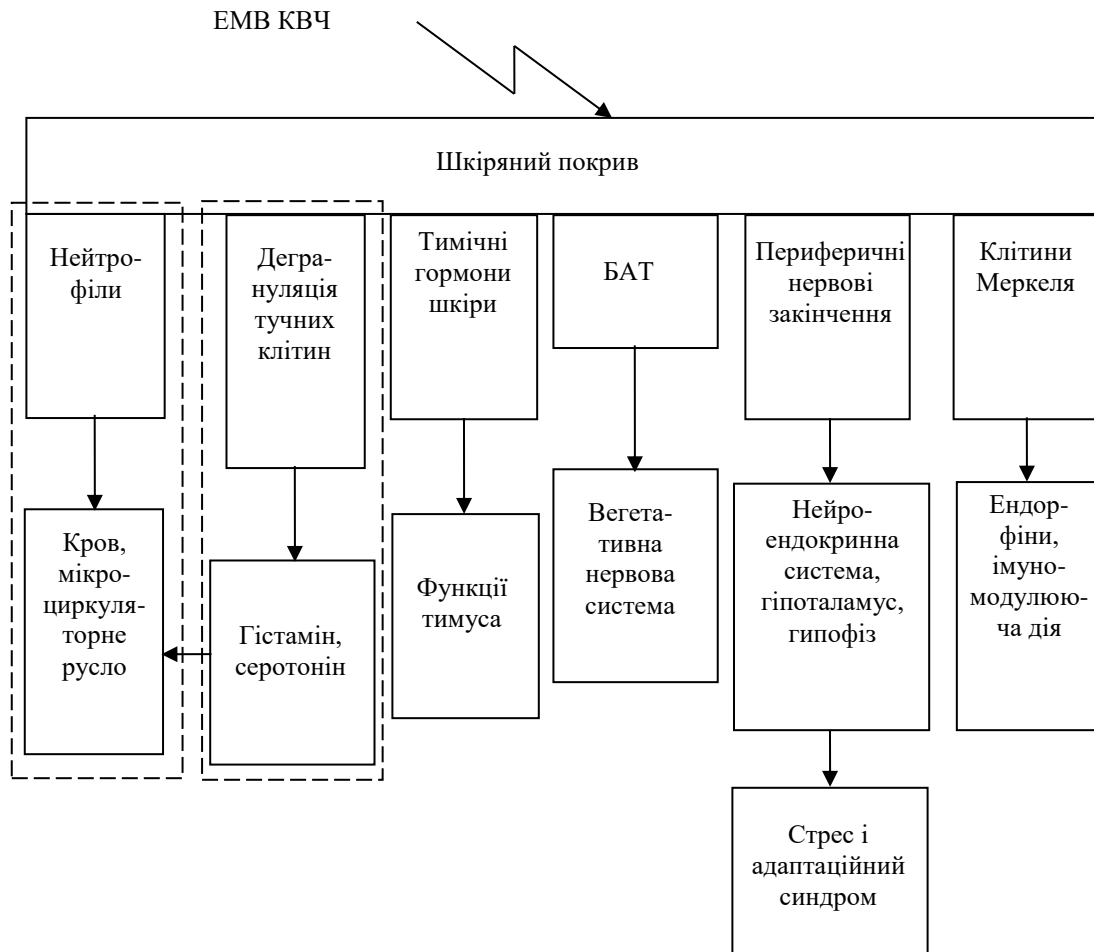 ЕМВ КВЧ
Шкіряний покрив
Нейтро-
філи
Дегра-
нуляція
тучних
клітин
Тимічні
гормони
шкіри
БАТ
Периферичні
нервові
закінчення
Клітини
Меркеля
Кров,
мікро-
циркуля-
торне
русло
Гістамін,
серотонін
Функції
тимуса
Вегета-
тивна
нервова
система
Нейро-
ендокринна
система,
гіпоталамус,
гипофіз
Ендор-
фіни,
імуно-
модулюю-
ча дія
Стрес і
адаптаційний
синдром